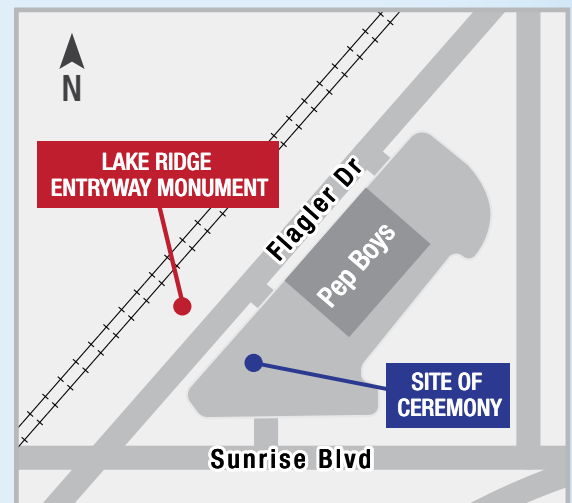 N
LAKE RIDGE
ENTRYWAY MONUMENT
Flagler Dr
Pep Boys
SITE OF
CEREMONY
Sunrise Blvd